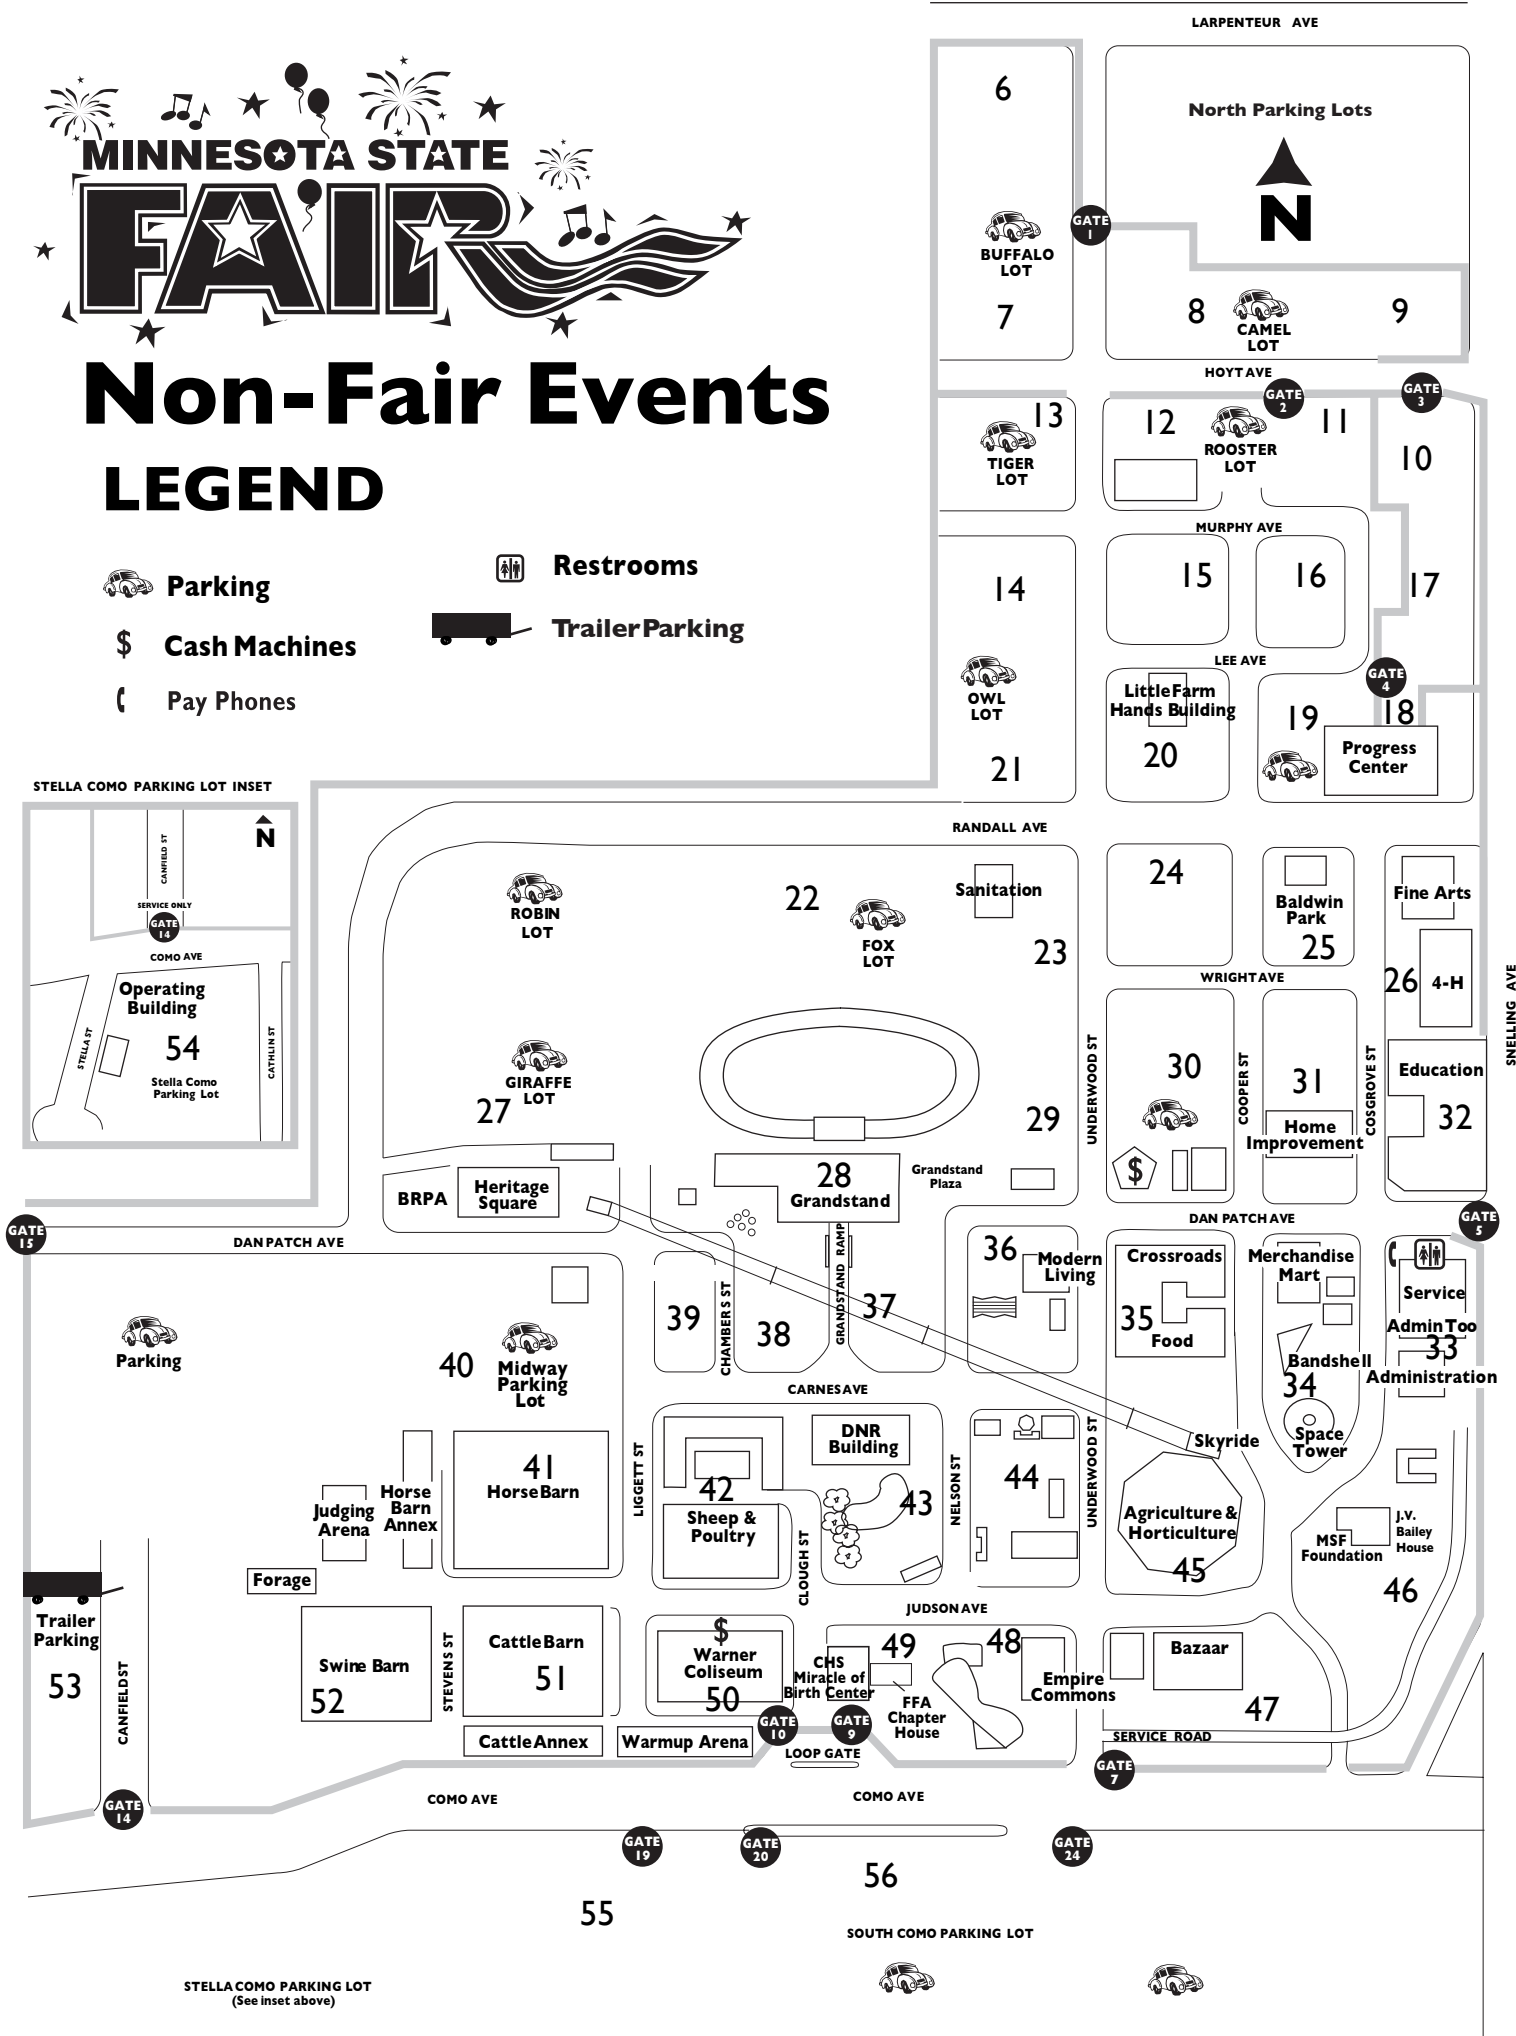 LARPENTEUR AVE
MINNESOTA STATE
FAIR
Non-Fair Events
LEGEND
Parking
$
Cash Machines
Pay Phones
Restrooms
Trailer Parking
6
North Parking Lots
N
GATE
1
BUFFALO
LOT
7
8
CAMEL
LOT
9
HOYT AVE
GATE
2
GATE
3
13
TIGER
LOT
12
ROOSTER
LOT
11
10
MURPHY AVE
14
15
16
17
LEE AVE
GATE
4
OWL
LOT
Little Farm
Hands Building
19
18
21
20
Progress
Center
STELLA COMO PARKING LOT INSET
CANFIELD ST
N
SERVICE ONLY
GATE
14
COMO AVE
Operating
Building
STELLA ST
54
CATHLIN ST
Stella Como
Parking Lot
RANDALL AVE
ROBIN
LOT
22
FOX
LOT
Sanitation
23
24
Baldwin
Park
25
Fine Arts
26
4-H
WRIGHT AVE
SNELLING AVE
GIRAFFE
LOT
27
29
UNDERWOOD ST
30
COOPER ST
31
Home
Improvement
COSGROVE ST
Education
32
$
BRPA
Heritage
Square
28
Grandstand
Grandstand
Plaza
GATE
15
DAN PATCH AVE
DAN PATCH AVE
GATE
5
GRANDSTAND RAMP
36
Modern
Living
Crossroads
35
Food
Merchandise
Mart
Service
Admin Too
33
Administration
Bandshell
34
Space
Tower
Parking
40
Midway
Parking
Lot
39
CHAMBERS ST
38
37
CARNES AVE
Skyride
41
Horse Barn
Horse
Barn
Annex
Judging
Arena
Forage
LIGGETT ST
42
Sheep &
Poultry
CLOUGH ST
DNR
Building
43
NELSON ST
44
UNDERWOOD ST
Agriculture &
Horticulture
45
MSF
Foundation
J.V.
Bailey
House
46
Trailer
Parking
53
CANFIELD ST
Swine Barn
52
STEVENS ST
Cattle Barn
51
Cattle Annex
JUDSON AVE
$
Warner
Coliseum
50
Warmup Arena
CHS
Miracle of
Birth Center
49
FFA
Chapter
House
48
Empire
Commons
Bazaar
47
GATE
10
GATE
9
LOOP GATE
SERVICE ROAD
GATE
7
GATE
14
COMO AVE
COMO AVE
GATE
19
GATE
20
GATE
24
56
55
SOUTH COMO PARKING LOT
STELLA COMO PARKING LOT
(See inset above)